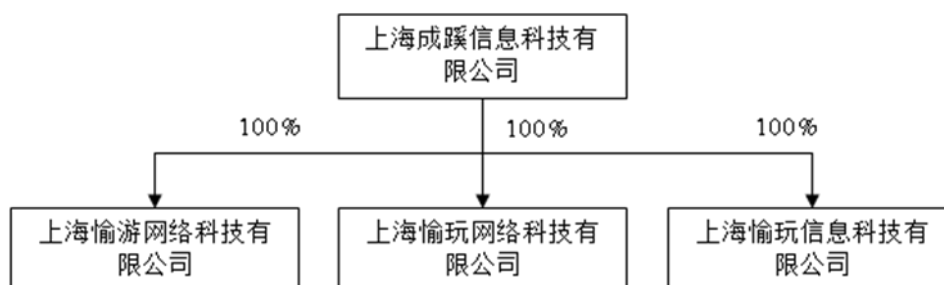 上海成蹊信息科技有
限公司
100%
100%
100%
上海愉游网络科技有
限公司
上海愉玩网络科技有
限公司
上海愉玩信息科技有
限公司